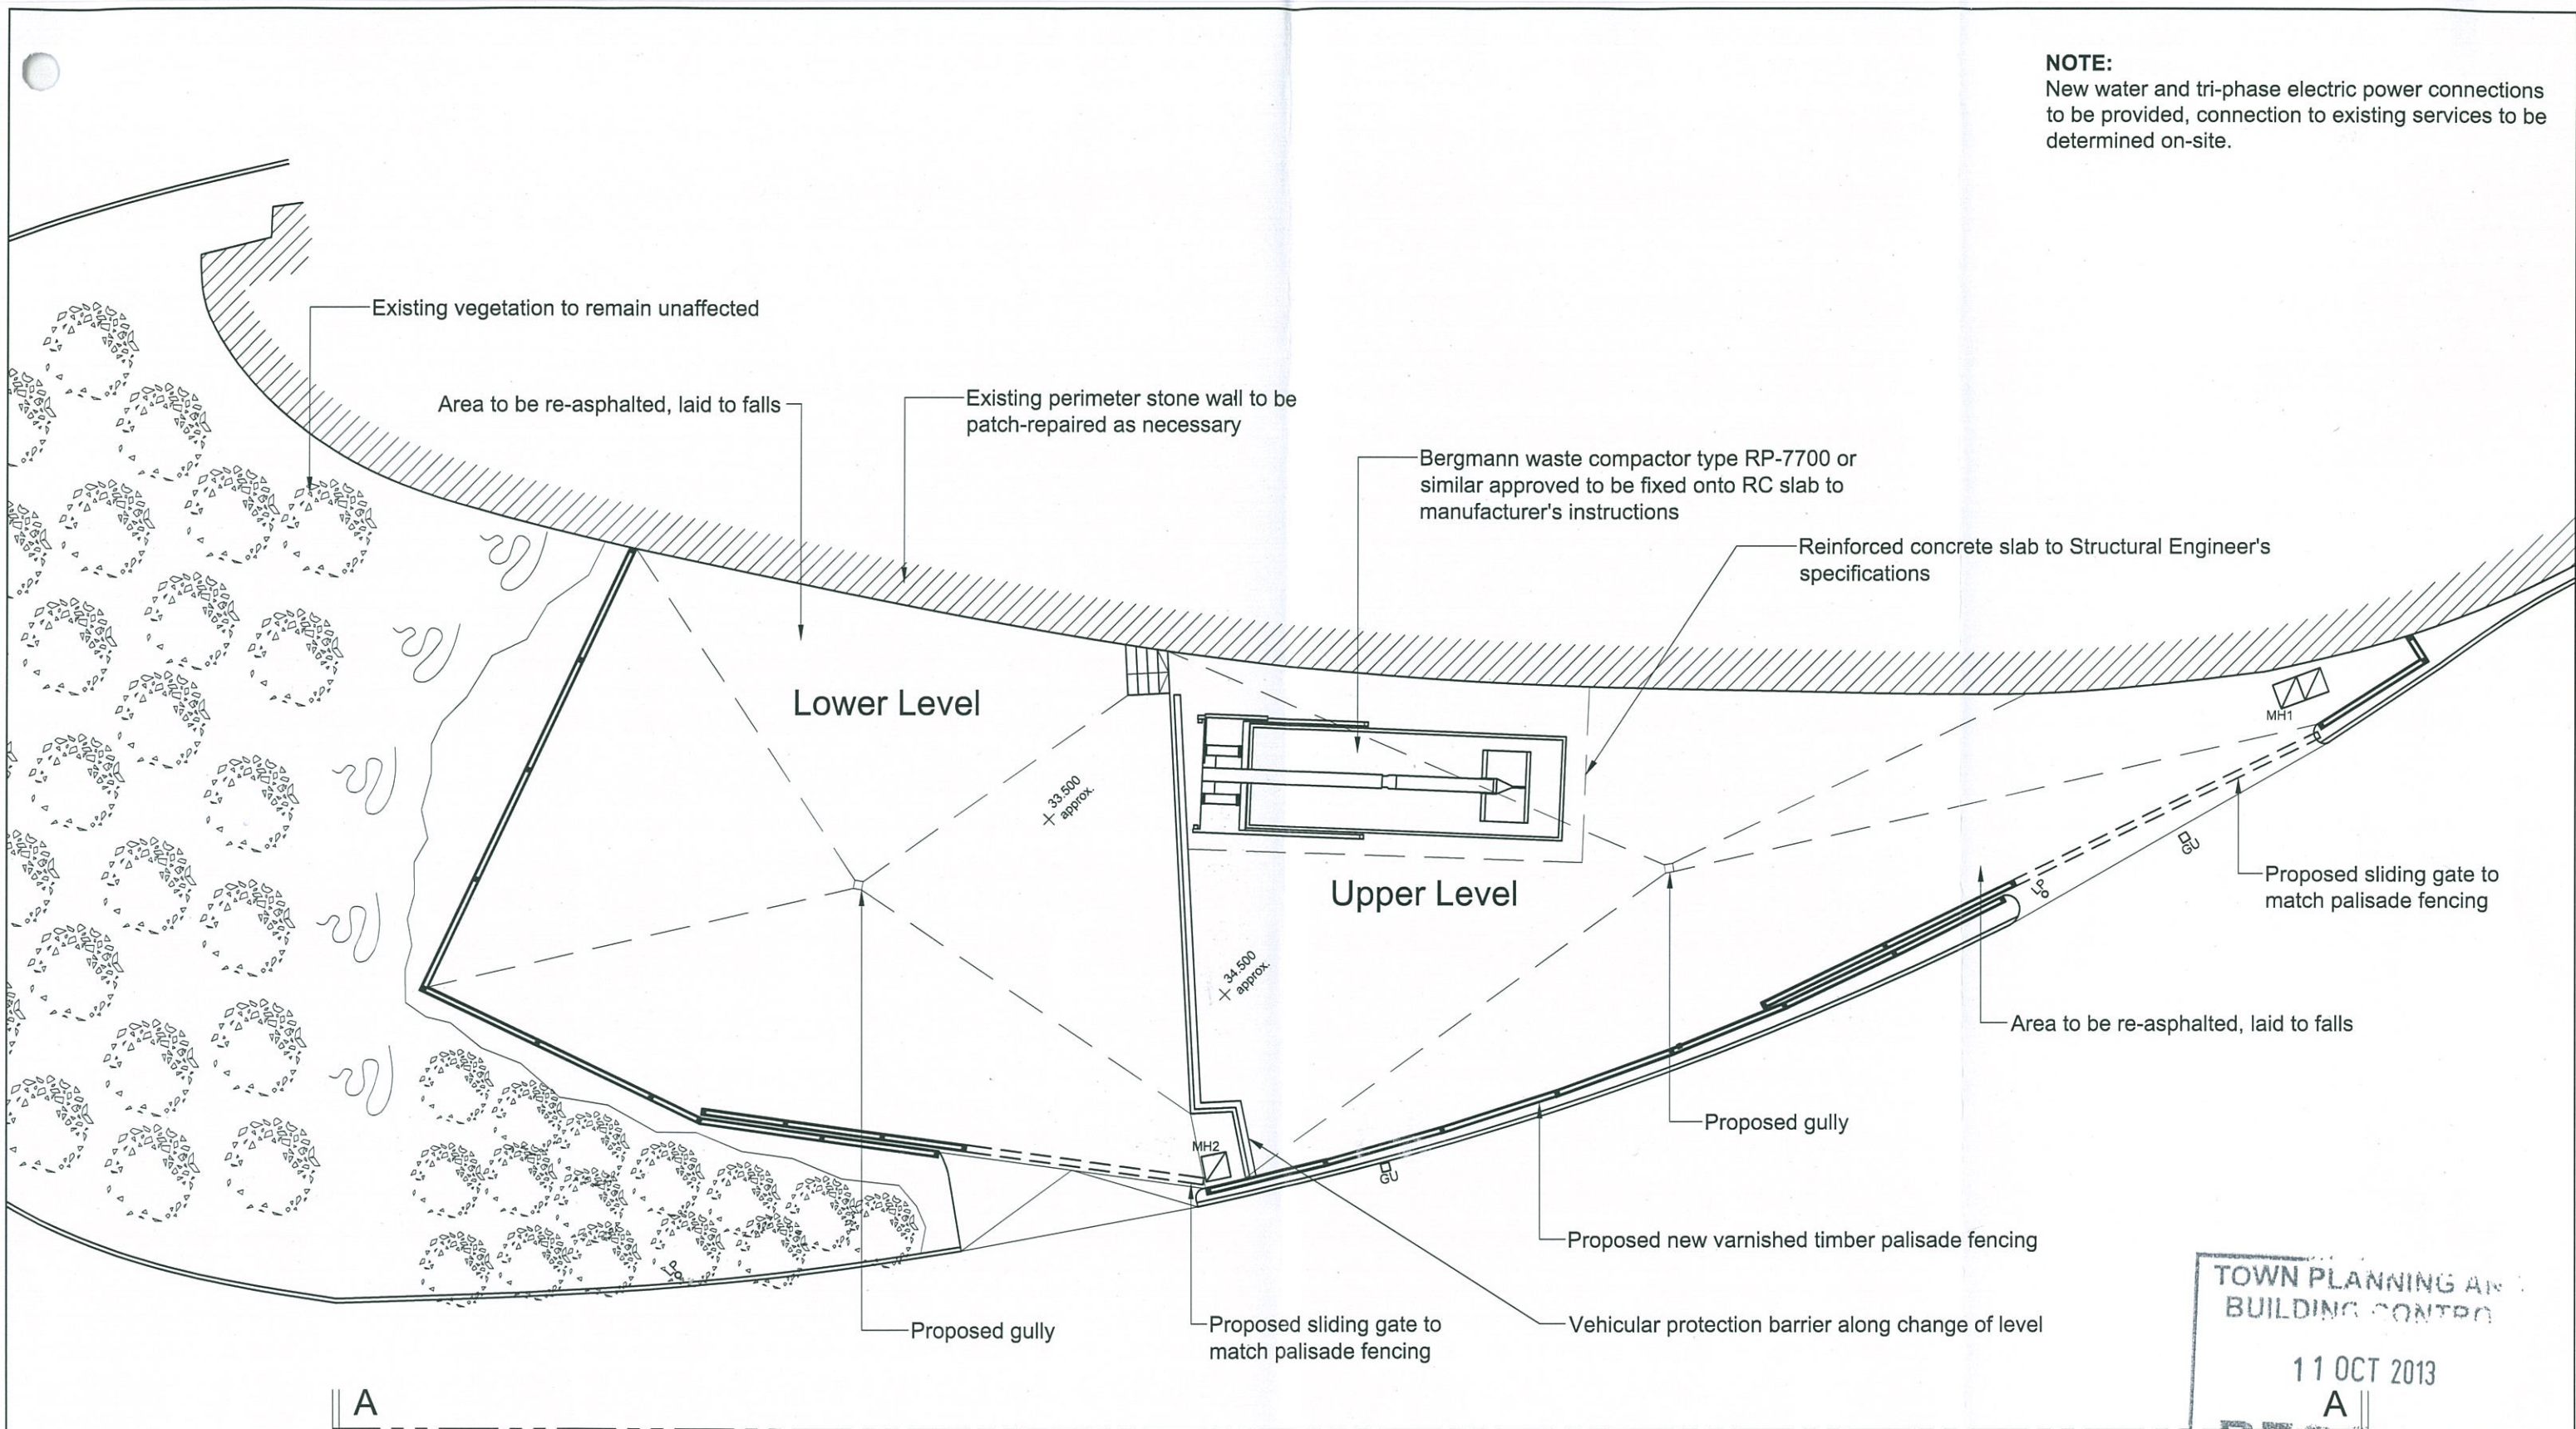 NOTE:
New water and tri-phase electric power connections
to be provided, connection to existing services to be
determined on-site.
Existing vegetation to remain unaffected
Area to be re-asphalted, laid to falls
Existing perimeter stone wall to be
patch-repaired as necessary
Bergmann waste compactor type RP-7700 or
similar approved to be fixed onto RC slab to
manufacturer's instructions
Reinforced concrete slab to Structural Engineer's
specifications
Lower Level
MH1
33.500
approx.
GU
Upper Level
LP
Proposed sliding gate to
match palisade fencing
34.500
approx.
Area to be re-asphalted, laid to falls
Proposed gully
MH2
GU
Proposed new varnished timber palisade fencing
LP
Proposed gully
Proposed sliding gate to
match palisade fencing
Vehicular protection barrier along change of level
TOWN PLANNING
BUILDING
11 OCT 2013
A
A